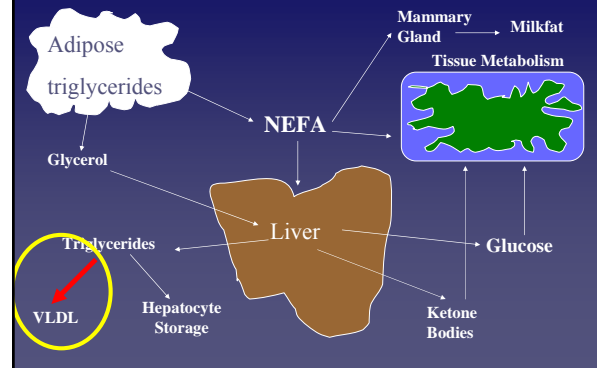 Mammary
Gland
Milkfat
Adipose
triglycerides
Tissue Metabolism
NEFA
Glycerol
Liver
Triglycerides
Glucose
VLDL
Hepatocyte
Storage
Ketone
Bodies